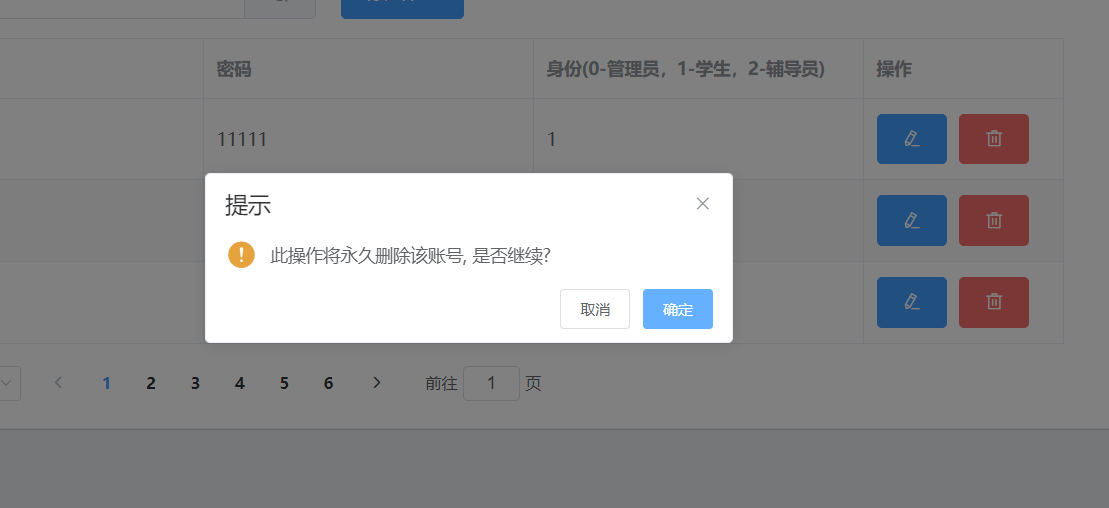 密码
身份(0-管理员，1-学生，2-辅导员)
操作
11111
1
提示
此操作将永久删除该账号, 是否继续?
取消
确定
1 2 3 4 5 6 前往 1 页